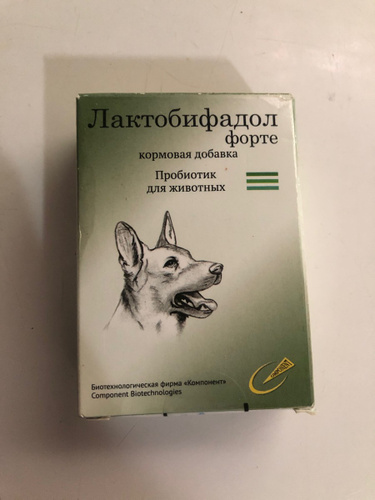 Лактобифадол
форте
кормовая добавка
Пробиотик
для животных
Биотехнологическая фирма «Компонент»
Component Biotechnologies